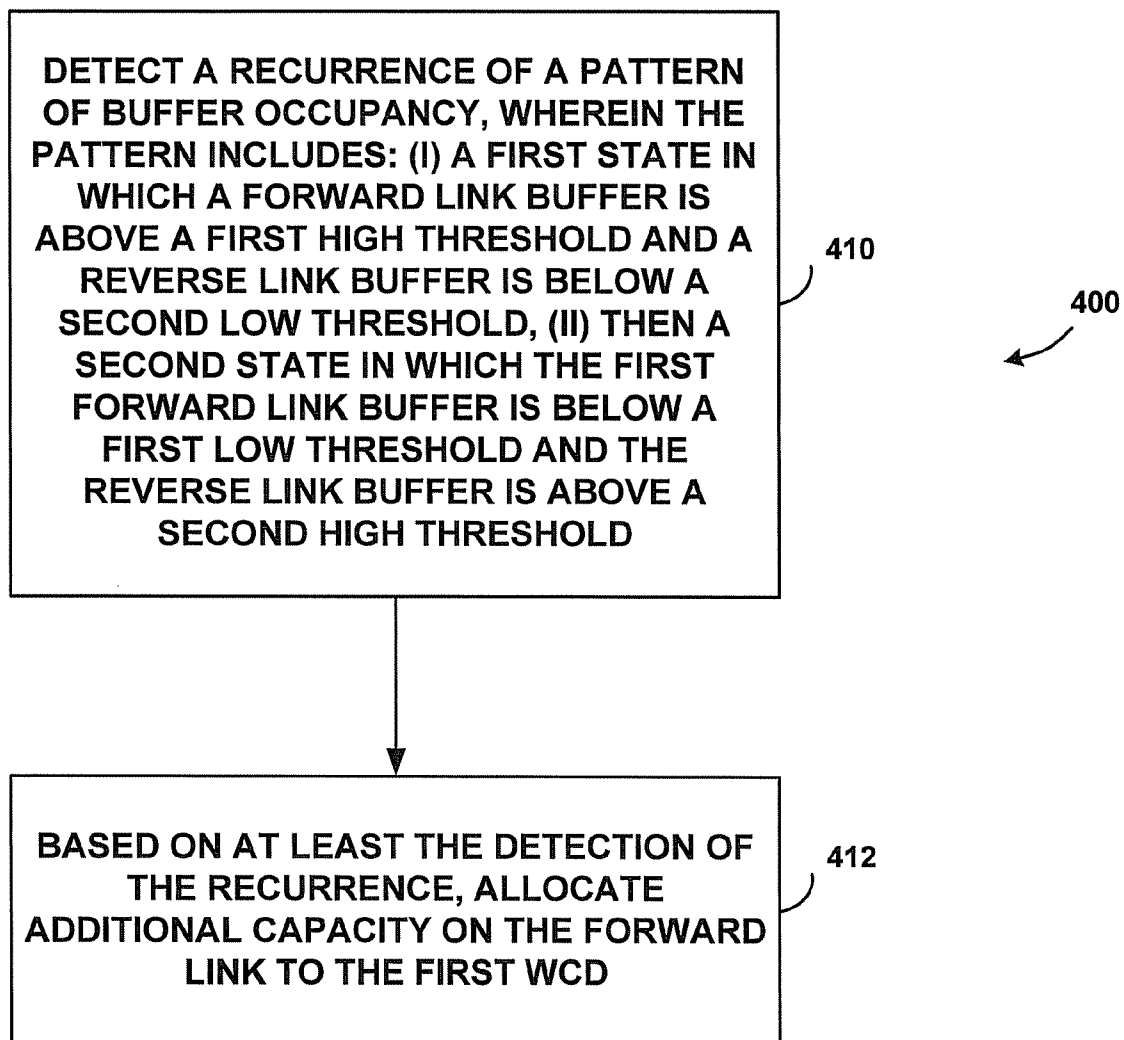 DETECT A RECURRENCE OF A PATTERN
OF BUFFER OCCUPANCY, WHEREIN THE
PATTERN INCLUDES: (I) A FIRST STATE IN
WHICH A FORWARD LINK BUFFER IS
ABOVE A FIRST HIGH THRESHOLD AND A
REVERSE LINK BUFFER IS BELOW A
SECOND LOW THRESHOLD, (II) THEN A
SECOND STATE IN WHICH THE FIRST
FORWARD LINK BUFFER IS BELOW A
FIRST LOW THRESHOLD AND THE
REVERSE LINK BUFFER IS ABOVE A
SECOND HIGH THRESHOLD
410
400
BASED ON AT LEAST THE DETECTION OF
THE RECURRENCE, ALLOCATE
ADDITIONAL CAPACITY ON THE FORWARD
LINK TO THE FIRST WCD
412